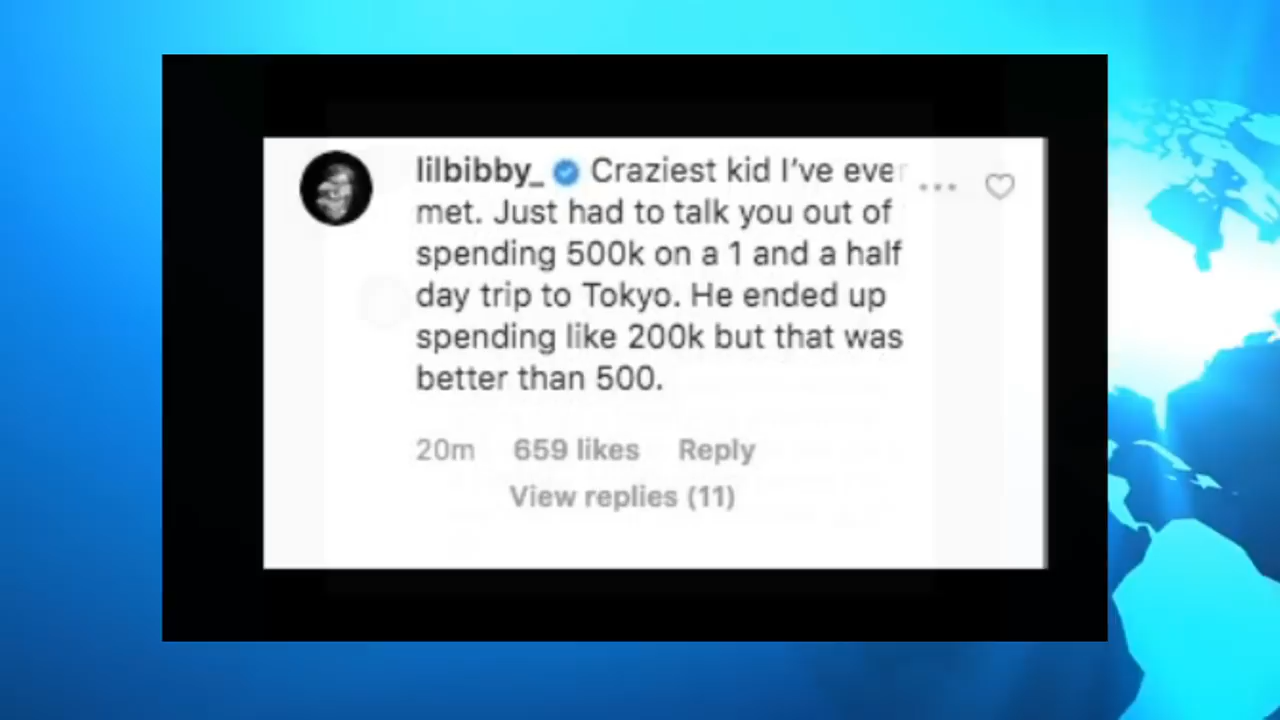 lilbibby_ Craziest kid I've ever
met. Just had to talk you out of
spending 500k on a 1 and a half
day trip to Tokyo. He ended up
spending like 200k but that was
better than 500.
20m 659 likes Reply
View replies (11)